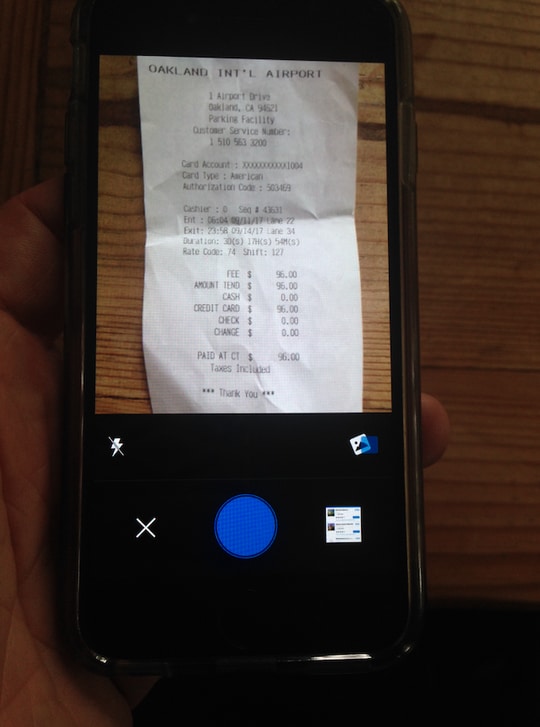 OAKLAND INT'L AIRPORT
1 Airport Drive
Oakland, CA 94621
Parking Facility
Customer Service Number:
1 510 563 3200
Card Account : XXXXXXXXXXX1004
Card Type : American
Authorization Code : 503469
Cashier : 0 Seq # 43631
Ent : 06:04 09/11/17 Lane 22
Exit: 23:58 09/14/17 Lane 34
Duration: 3D(s) 17H(s) 54M(s)
Rate Code: 74 Shift: 127
FEE $ 96.00
AMOUNT TEND $ 96.00
CASH $ 0.00
CREDIT CARD $ 96.00
CHECK $ 0.00
CHANGE $ 0.00
PAID AT CT $ 96.00
Taxes Included
*** Thank You ***